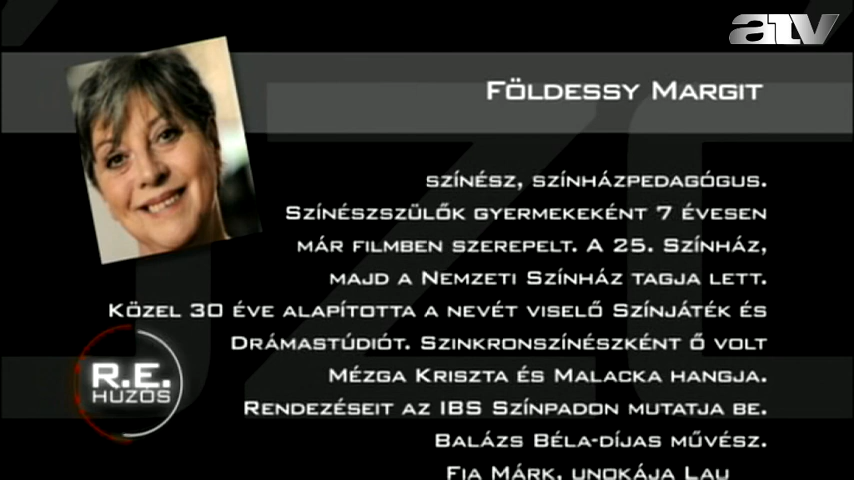 atv
FÖLDESSY MARGIT
SZÍNÉSZ, SZÍNHÁZPEDAGÓGUS.
SZÍNÉSZSZÜLŐK GYERMEKEKÉNT 7 ÉVESEN
MÁR FILMBEN SZEREPELT. A 25. SZÍNHÁZ,
MAJD A NEMZETI SZÍNHÁZ TAGJA LETT.
KÖZEL 30 ÉVE ALAPÍTOTTA A NEVÉT VISELŐ SZÍNJÁTÉK ÉS
DRÁMASTÚDIÓT. SZINKRONSZÍNÉSZKÉNT Ő VOLT
MÉZGA KRISZTA ÉS MALACKA HANGJA.
RENDEZÉSEIT AZ IBS SZÍNPADON MUTATJA BE.
BALÁZS BÉLA-DÍJAS MŰVÉSZ.
FIA MÁRK, UNOKÁJA LAU
R.E.
HÚZÓS